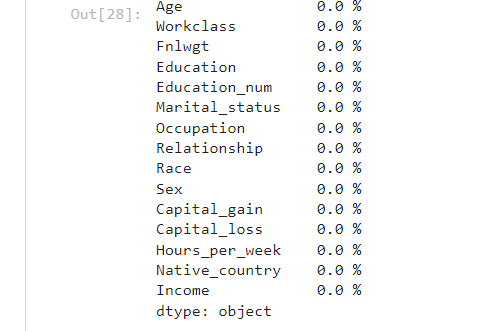 Out[28]: Age 0.0 %
Workclass 0.0 %
Fnlwgt 0.0 %
Education 0.0 %
Education_num 0.0 %
Marital_status 0.0 %
Occupation 0.0 %
Relationship 0.0 %
Race 0.0 %
Sex 0.0 %
Capital_gain 0.0 %
Capital_loss 0.0 %
Hours_per_week 0.0 %
Native_country 0.0 %
Income 0.0 %
dtype: object